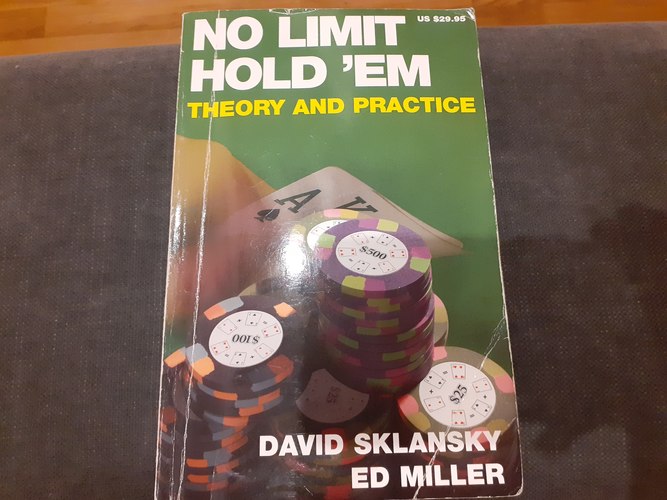 US $29.95
NO LIMIT
HOLD 'EM
THEORY AND PRACTICE
A
$500
$100
$25
DAVID SKLANSKY
ED MILLER